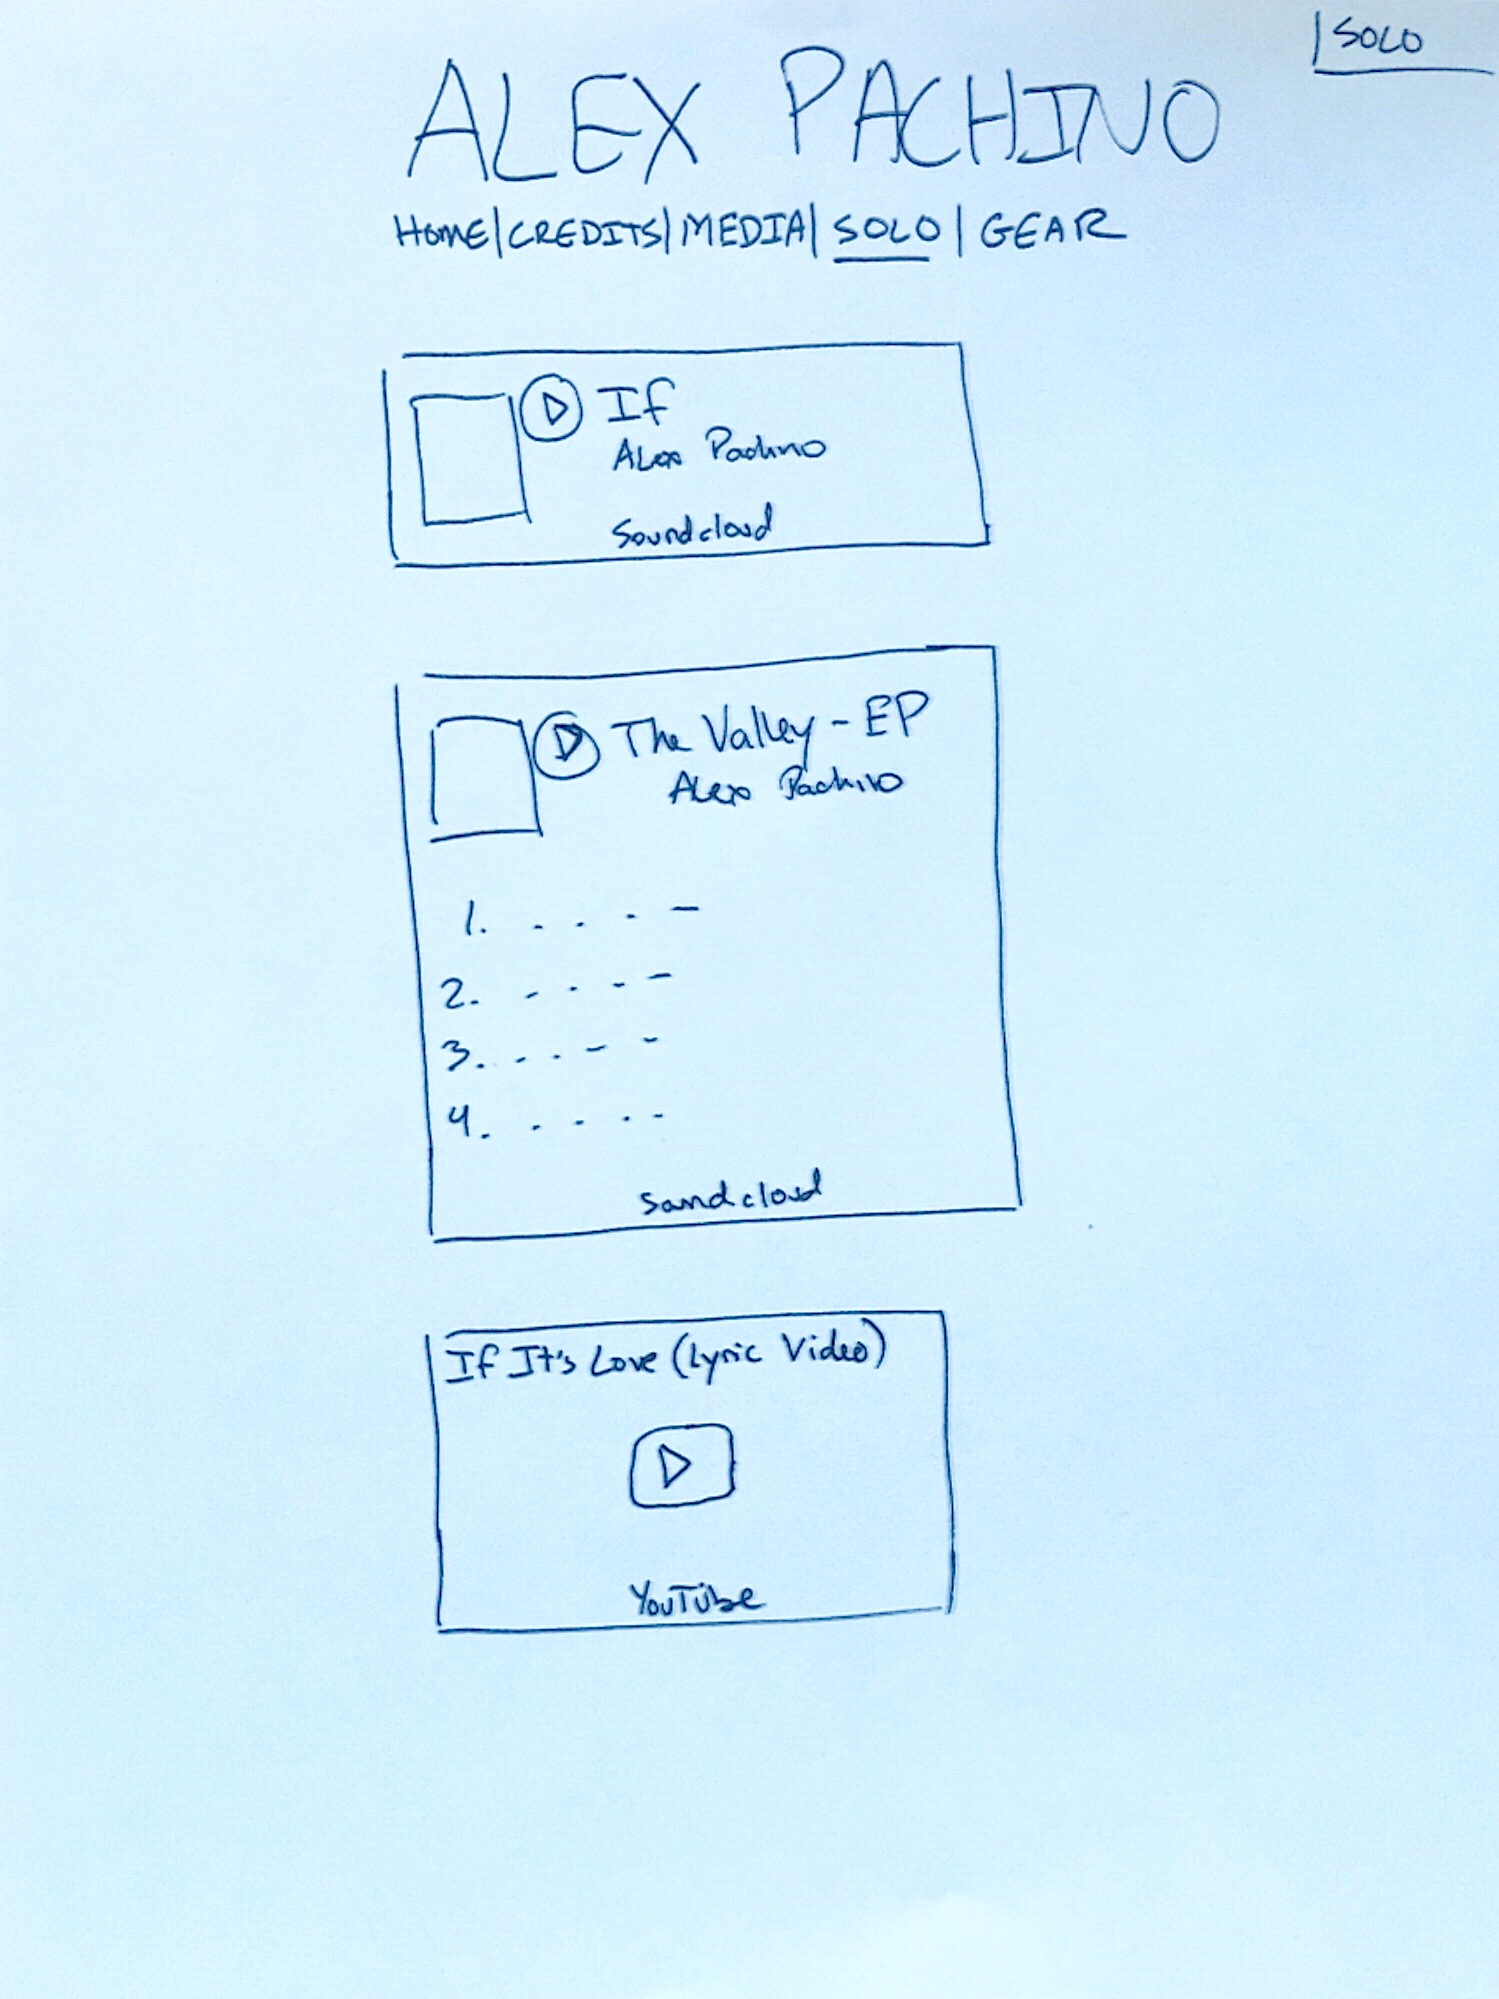 SOLO
ALEX PACHINO
HOME|CREDITS|MEDIA|SOLO|GEAR
If
Alex Pachino
Soundcloud
The Valley - EP
Alex Pachino
1.
2.
3.
4.
Soundcloud
If It's Love (Lyric Video)
YouTube